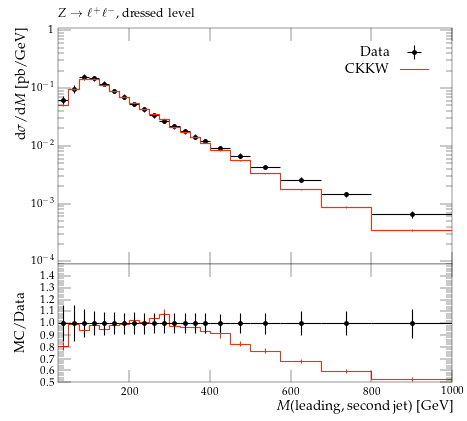 Z → ℓ⁺ℓ⁻, dressed level
dσ/dM [pb/GeV]
1
10⁻¹
10⁻²
10⁻³
10⁻⁴
Data
CKKW
MC/Data
1.4
1.3
1.2
1.1
1.0
0.9
0.8
0.7
0.6
0.5
200 400 600 800 1000
M(leading, second jet) [GeV]